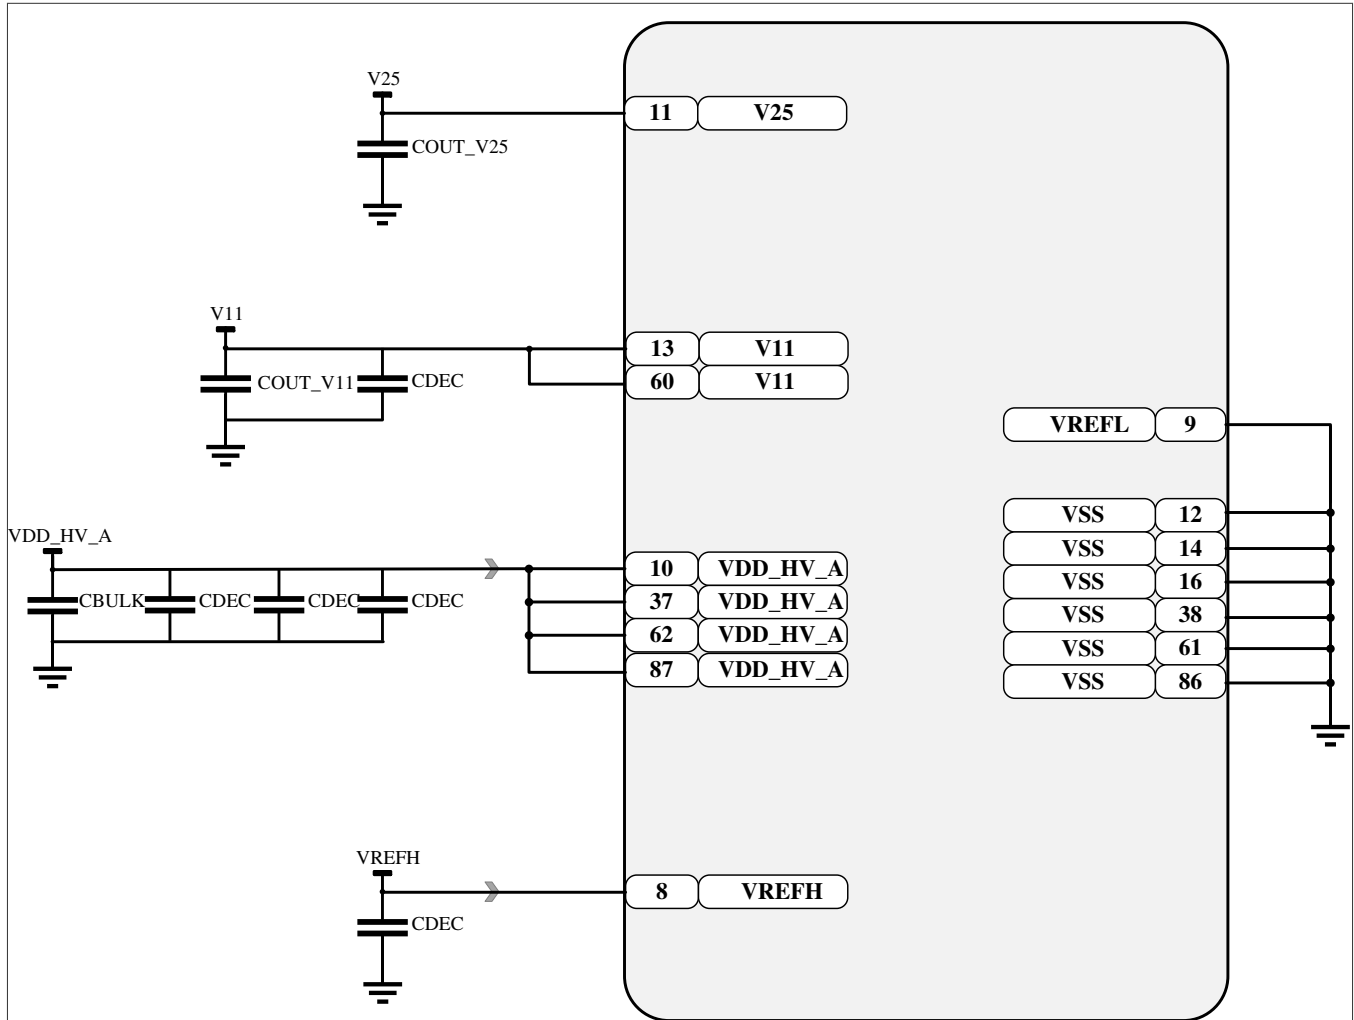 V25
11 V25
COUT_V25
V11
13 V11
COUT_V11 CDEC
60 V11
VREFL 9
VSS 12
VDD_HV_A
VSS 14
10 VDD_HV_A
VSS 16
CBULK CDEC CDEC CDEC
37 VDD_HV_A
VSS 38
62 VDD_HV_A
VSS 61
87 VDD_HV_A
VSS 86
VREFH
8 VREFH
CDEC